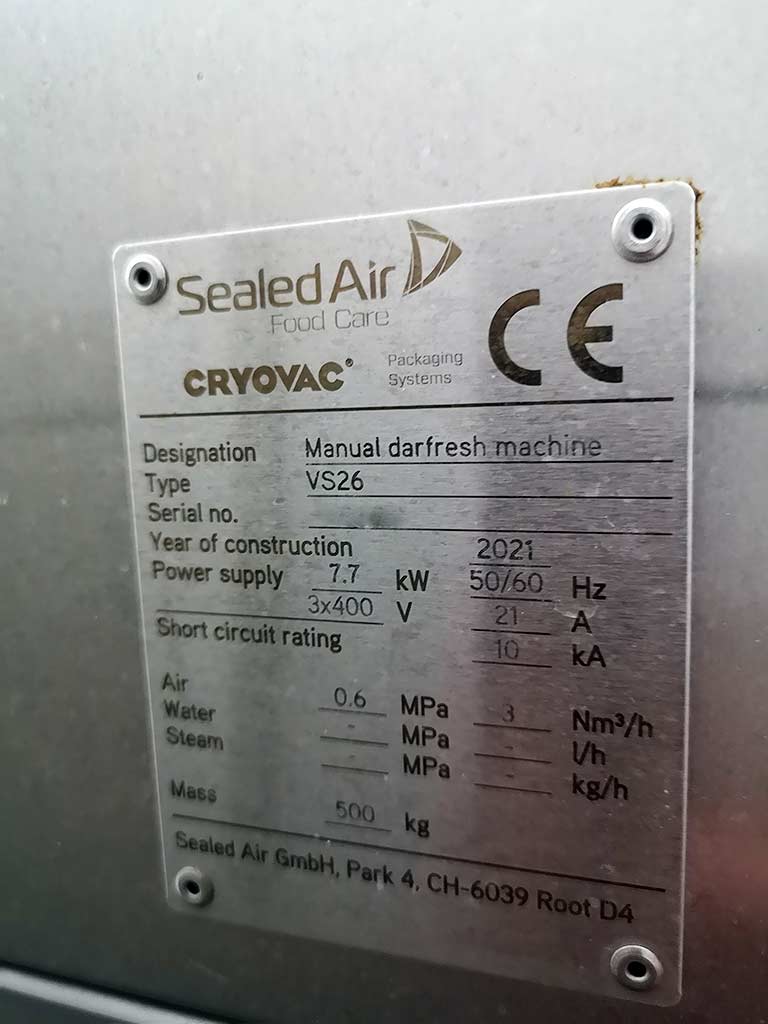 Sealed Air
Food Care
CRYOVAC® Packaging Systems
CE
Designation Manual darfresh machine
Type VS26
Serial no.
Year of construction 2021
Power supply 7.7 kW 50/60 Hz
3x400 V 21 A
Short circuit rating 10 kA
Air 0.6 MPa 3 Nm³/h
Water - MPa - l/h
Steam - MPa - kg/h
Mass 500 kg
Sealed Air GmbH, Park 4, CH-6039 Root D4